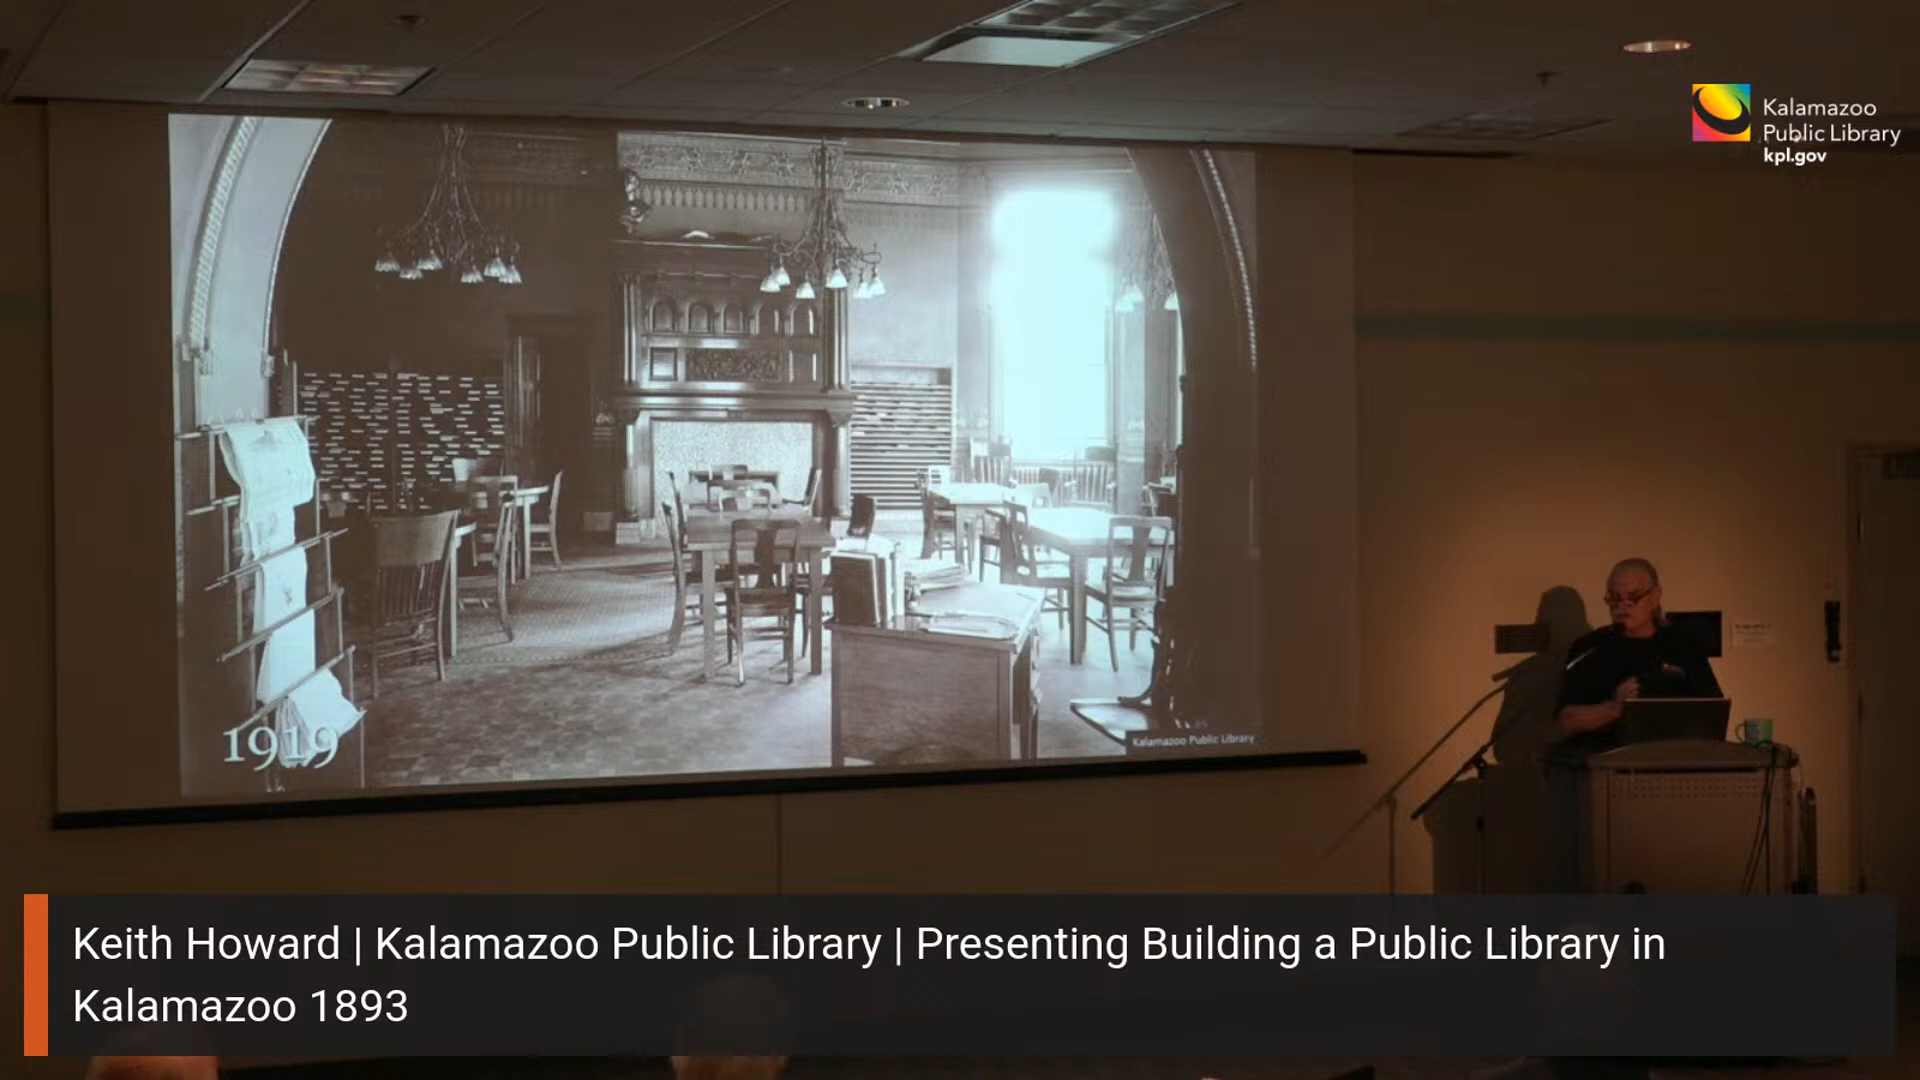 Kalamazoo
Public Library
kpl.gov
1919
Kalamazoo Public Library
Keith Howard | Kalamazoo Public Library | Presenting Building a Public Library in
Kalamazoo 1893